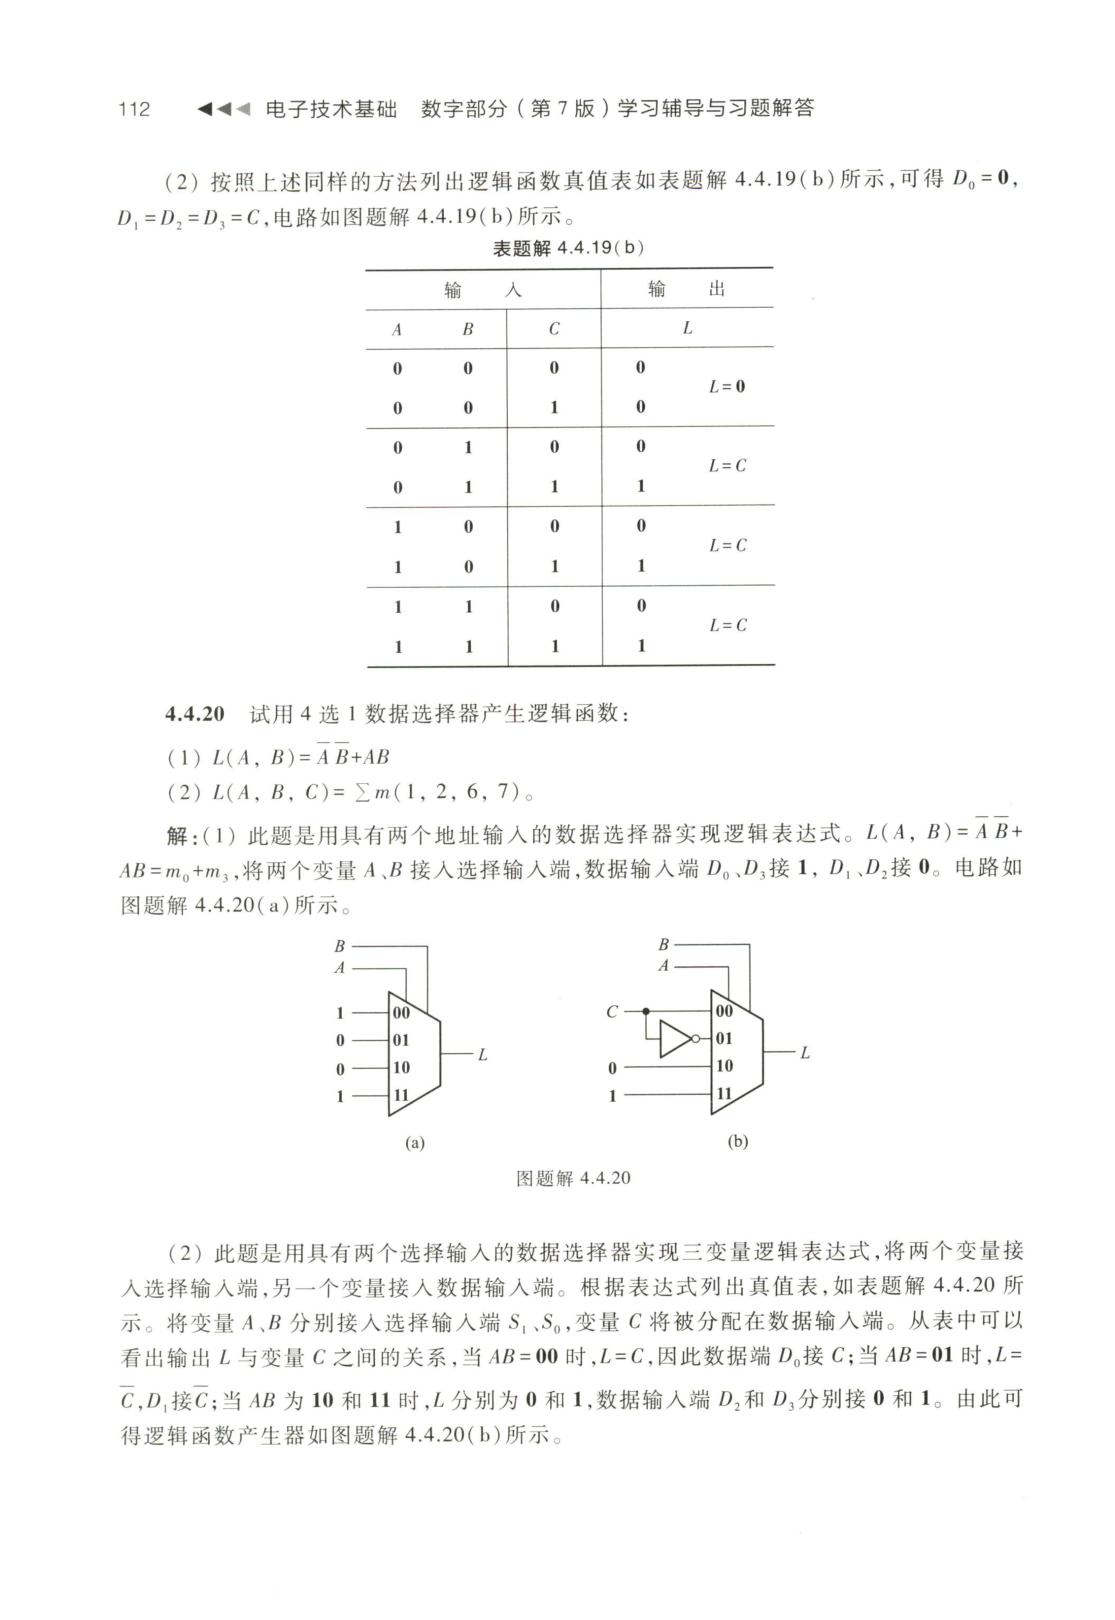 112 ◀◀◀ 电子技术基础 数字部分(第7版)学习辅导与习题解答
(2) 按照上述同样的方法列出逻辑函数真值表如表题解 4.4.19(b)所示,可得 D₀=0,
D₁=D₂=D₃=C,电路如图题解 4.4.19(b)所示。
表题解 4.4.19(b)
输 入 输 出
A B C L
0 0 0 0
L=0
0 0 1 0
0 1 0 0
L=C
0 1 1 1
1 0 0 0
L=C
1 0 1 1
1 1 0 0
L=C
1 1 1 1
4.4.20 试用 4 选 1 数据选择器产生逻辑函数:
(1) L(A, B)= A̅ B̅+AB
(2) L(A, B, C)= ∑m(1, 2, 6, 7)。
解:(1) 此题是用具有两个地址输入的数据选择器实现逻辑表达式。L(A, B)= A̅ B̅+
AB=m₀+m₃,将两个变量 A、B 接入选择输入端,数据输入端 D₀、D₃接 1, D₁、D₂接 0。电路如
图题解 4.4.20(a)所示。
B
A
1 00
0 01
L
0 10
1 11
(a)
B
A
C 00
01
L
0 10
1 11
(b)
图题解 4.4.20
(2) 此题是用具有两个选择输入的数据选择器实现三变量逻辑表达式,将两个变量接
入选择输入端,另一个变量接入数据输入端。根据表达式列出真值表,如表题解 4.4.20 所
示。将变量 A、B 分别接入选择输入端 S₁、S₀,变量 C 将被分配在数据输入端。从表中可以
看出输出 L 与变量 C 之间的关系,当 AB=00 时,L=C,因此数据端 D₀接 C;当 AB=01 时,L=
C̅,D₁接C̅;当 AB 为 10 和 11 时,L 分别为 0 和 1,数据输入端 D₂和 D₃分别接 0 和 1。由此可
得逻辑函数产生器如图题解 4.4.20(b)所示。